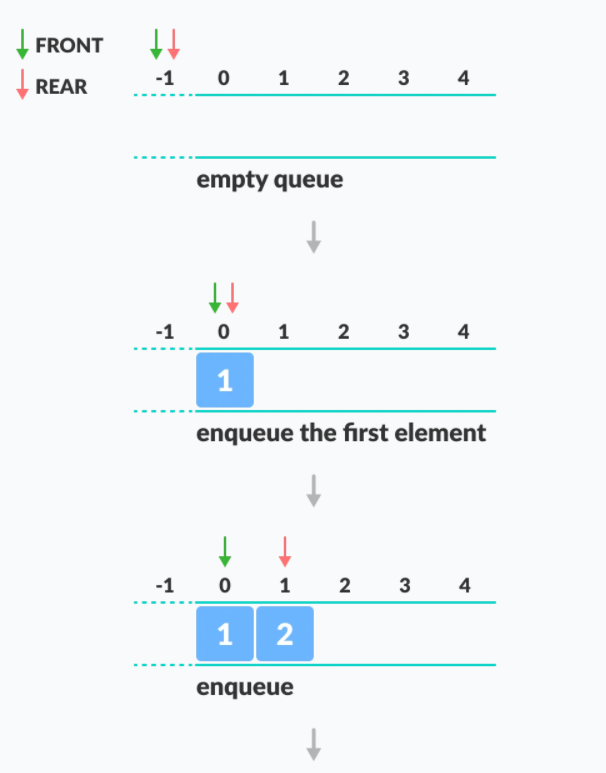 FRONT
REAR
-1 0 1 2 3 4
empty queue
-1 0 1 2 3 4
1
enqueue the first element
-1 0 1 2 3 4
1 2
enqueue